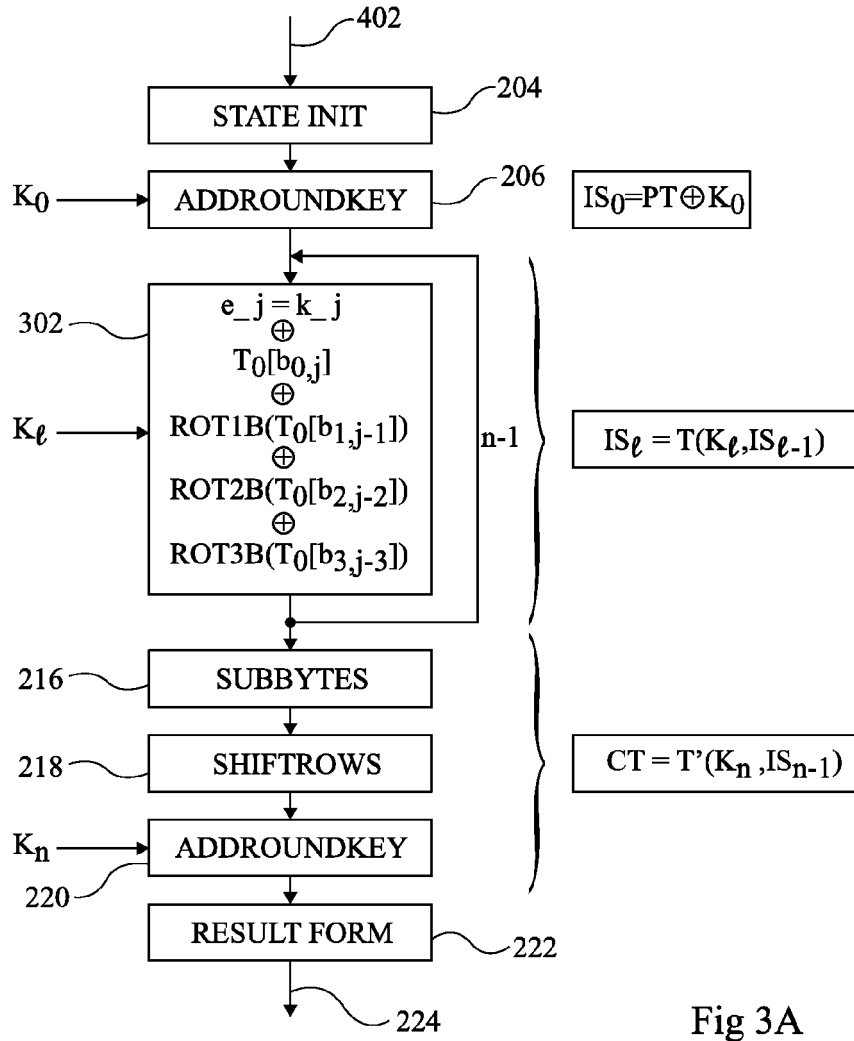 402
204
STATE INIT
206
K₀
ADDROUNDKEY
IS₀=PT⊕K₀
302
e_j = k_j
⊕
T₀[b₀,ⱼ]
⊕
Kℓ
ROT1B(T₀[b₁,ⱼ₋₁])
n-1
ISℓ = T(Kℓ,ISℓ₋₁)
⊕
ROT2B(T₀[b₂,ⱼ₋₂])
⊕
ROT3B(T₀[b₃,ⱼ₋₃])
216
SUBBYTES
218
SHIFTROWS
CT = T’(Kₙ ,ISₙ₋₁)
Kₙ
ADDROUNDKEY
220
RESULT FORM
222
224
Fig 3A